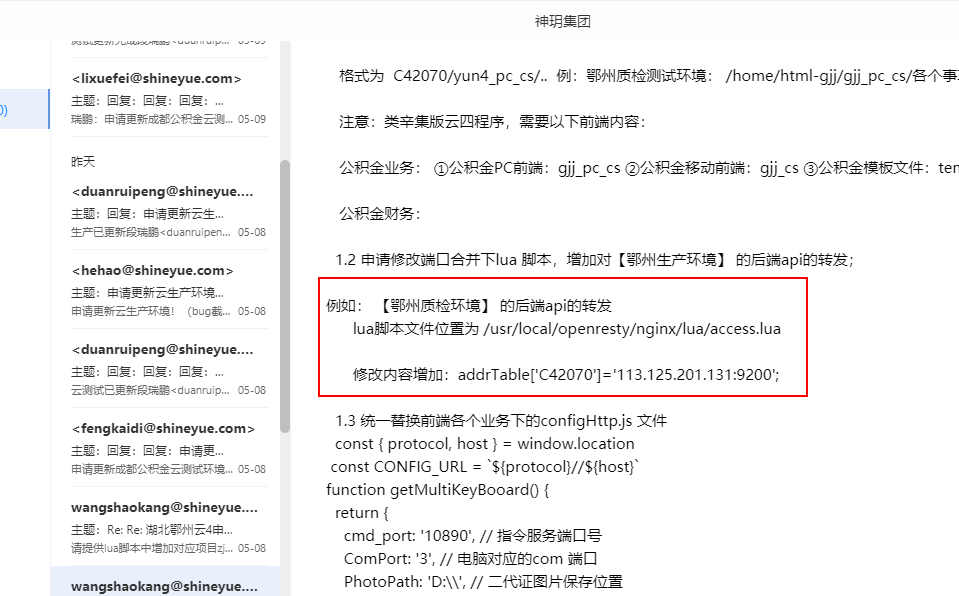 神玥集团
0)
<lixuefei@shineyue.com>
主题：回复：回复：回复：...
瑞鹏：申请更新成都公积金云测... 05-09
昨天
<duanruipeng@shineyue....
主题：回复：申请更新云生...
生产已更新段瑞鹏<duanruipen... 05-08
<hehao@shineyue.com>
主题：申请更新云生产环境...
申请更新云生产环境！（bug截... 05-08
<duanruipeng@shineyue....
主题：回复：回复：回复：...
云测试已更新段瑞鹏<duanruip... 05-08
<fengkaidi@shineyue.com>
主题：回复：回复：申请更...
申请更新成都公积金云测试环境... 05-08
wangshaokang@shineyue....
主题：Re: Re: 湖北鄂州云4申...
请提供lua脚本中增加对应项目zj... 05-08
wangshaokang@shineyue....
格式为 C42070/yun4_pc_cs/.. 例：鄂州质检测试环境： /home/html-gjj/gjj_pc_cs/各个事
注意：类辛集版云四程序，需要以下前端内容：
公积金业务： ①公积金PC前端：gjj_pc_cs ②公积金移动前端：gjj_cs ③公积金模板文件：ten
公积金财务：
1.2 申请修改端口合并下lua 脚本，增加对【鄂州生产环境】 的后端api的转发；
例如： 【鄂州质检环境】 的后端api的转发
lua脚本文件位置为 /usr/local/openresty/nginx/lua/access.lua
修改内容增加：addrTable['C42070']='113.125.201.131:9200';
1.3 统一替换前端各个业务下的configHttp.js 文件
const { protocol, host } = window.location
const CONFIG_URL = `${protocol}//${host}`
function getMultiKeyBooard() {
return {
cmd_port: '10890', // 指令服务端口号
ComPort: '3', // 电脑对应的com 端口
PhotoPath: 'D:\\', // 二代证图片保存位置